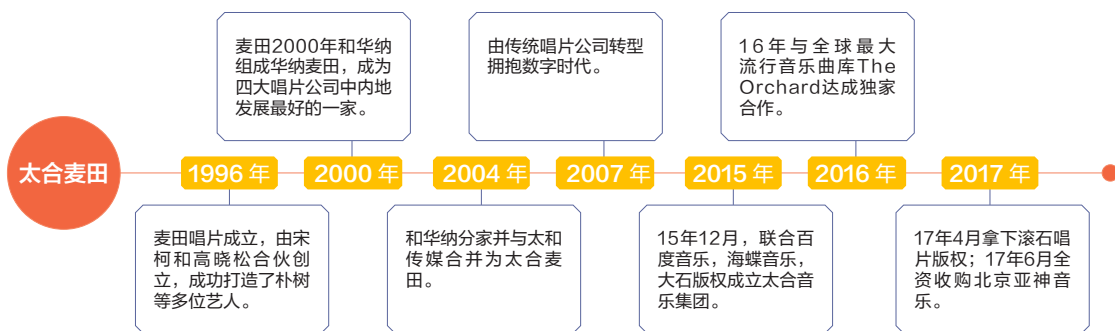 麦田2000年和华纳
组成华纳麦田，成为
四大唱片公司中内地
发展最好的一家。
由传统唱片公司转型
拥抱数字时代。
16年与全球最大
流行音乐曲库The
Orchard达成独家
合作。
太合麦田
1996 年
2000 年
2004 年
2007 年
2015 年
2016 年
2017 年
麦田唱片成立，由宋
柯和高晓松合伙创
立，成功打造了朴树
等多位艺人。
和华纳分家并与太和
传媒合并为太合麦
田。
15年12月，联合百
度音乐，海蝶音乐，
大石版权成立太合音
乐集团。
17年4月拿下滚石唱
片版权；17年6月全
资收购北京亚神音
乐。